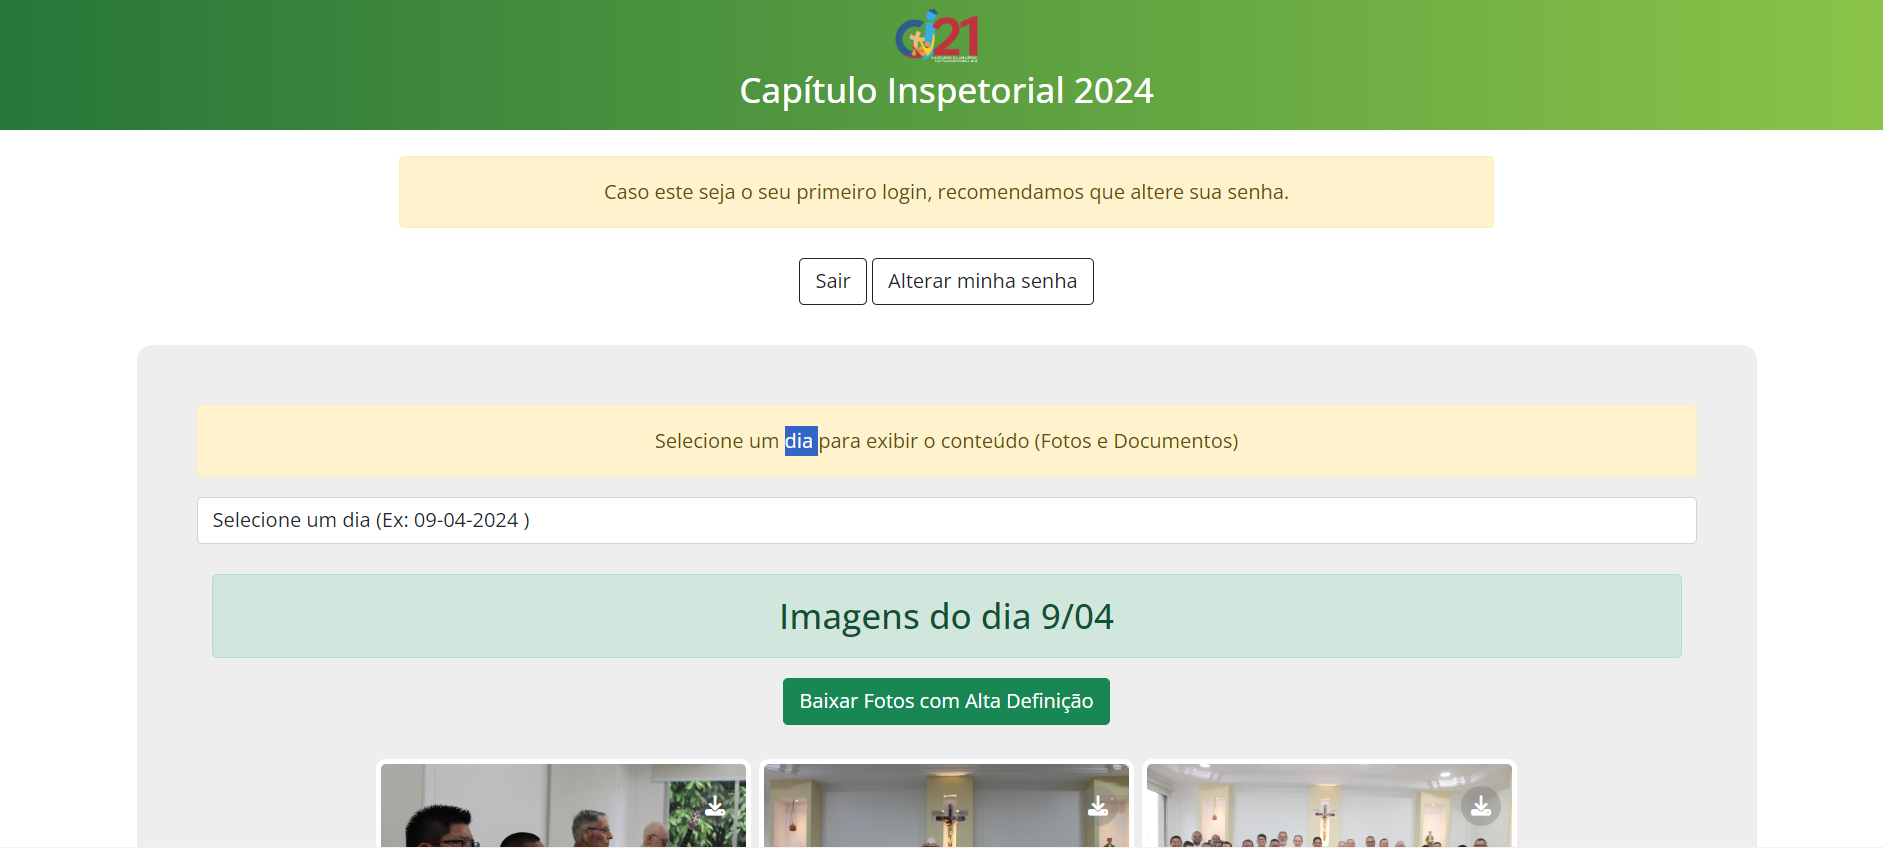 CI21
Capítulo Inspetorial 2024
Caso este seja o seu primeiro login, recomendamos que altere sua senha.
Sair
Alterar minha senha
Selecione um dia para exibir o conteúdo (Fotos e Documentos)
Selecione um dia (Ex: 09-04-2024 )
Imagens do dia 9/04
Baixar Fotos com Alta Definição